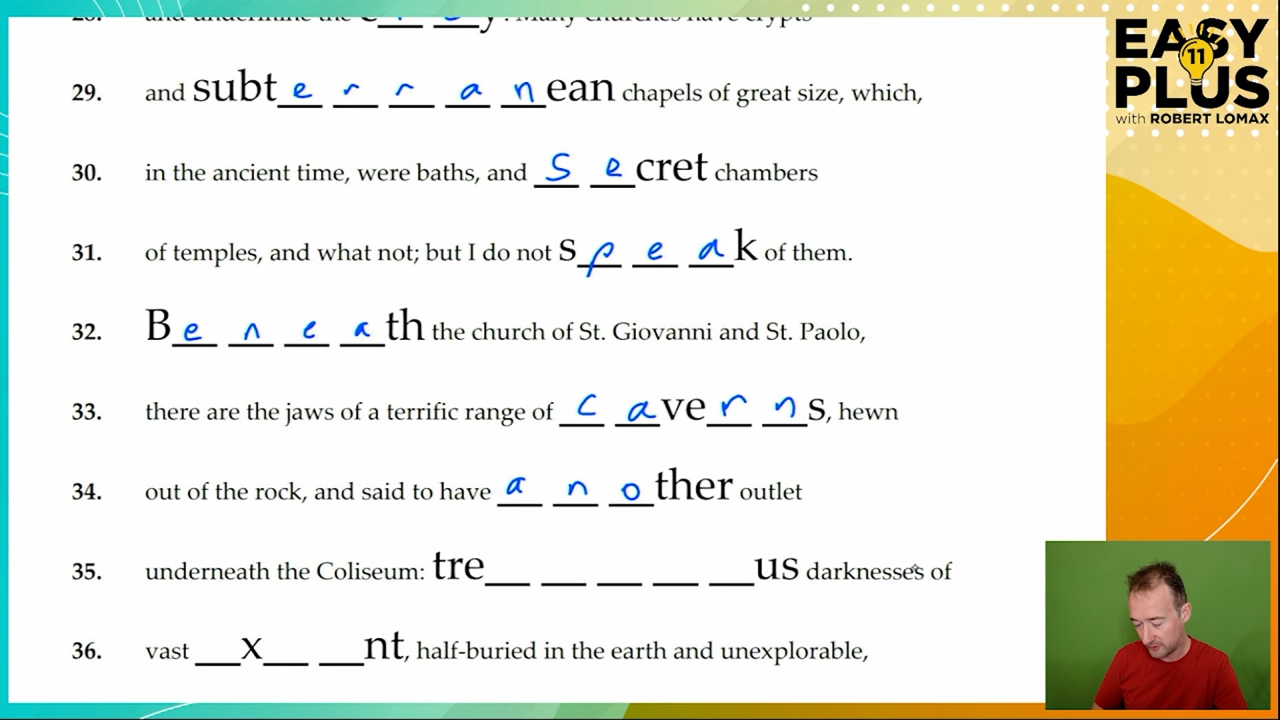 EASY
PLUS
11
with ROBERT LOMAX
29. and subterranean chapels of great size, which,
30. in the ancient time, were baths, and secret chambers
31. of temples, and what not; but I do not speak of them.
32. Beneath the church of St. Giovanni and St. Paolo,
33. there are the jaws of a terrific range of caverns, hewn
34. out of the rock, and said to have another outlet
35. underneath the Coliseum: tre__ __ __ __ __us darknesses of
36. vast __x__ __nt, half-buried in the earth and unexplorable,